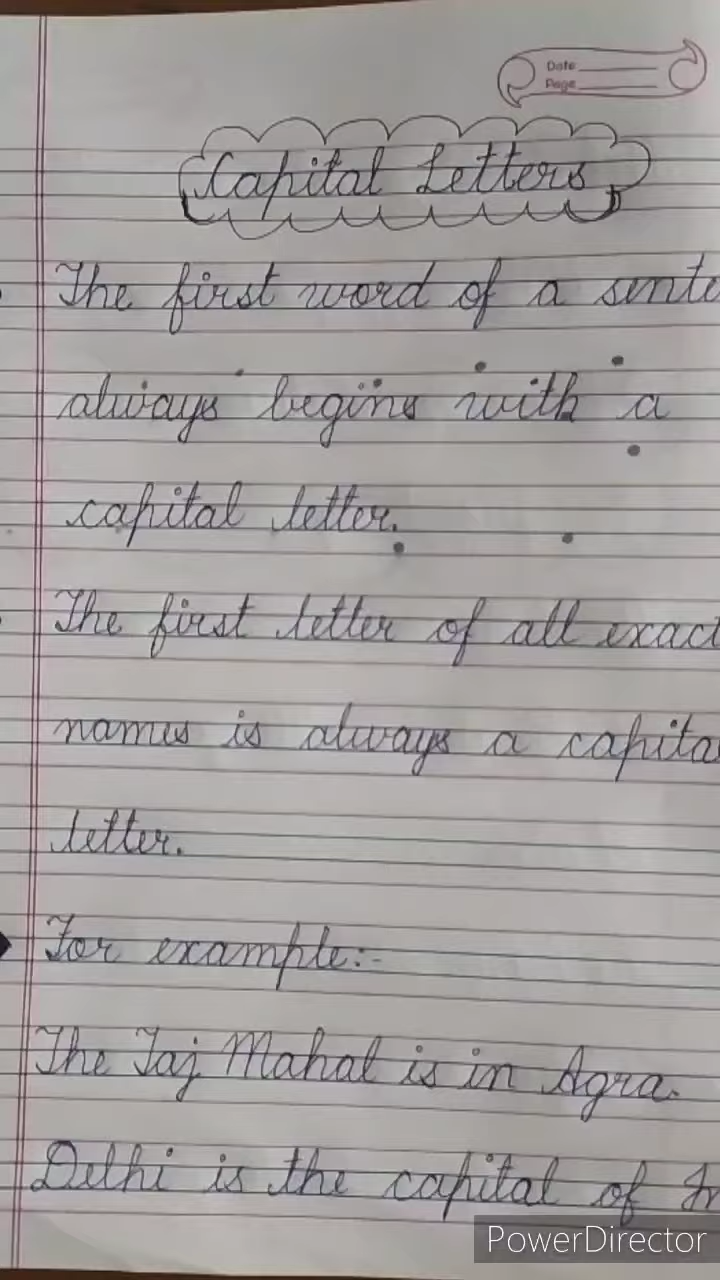 Date
Page
Capital Letters
The first word of a sente
always begins with a
capital letter.
The first letter of all exact
names is always a capita
letter.
For example:-
The Taj Mahal is in Agra.
Delhi is the capital of In
PowerDirector